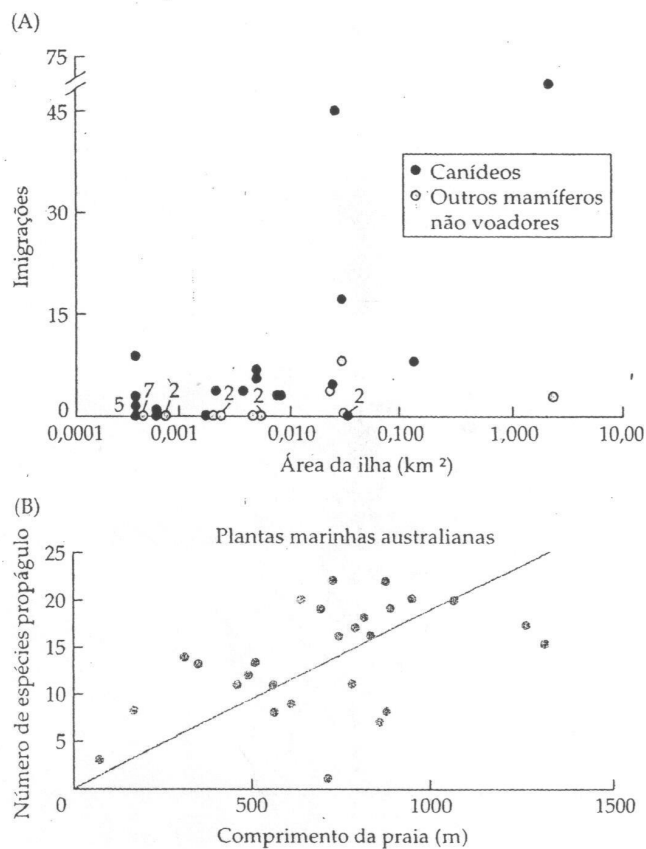 (A)
75
45
30
15
0
Imigrações
Canídeos
Outros mamíferos
não voadores
5
7
2
2
2
2
0,0001
0,001
0,010
0,100
1,000
10,00
Área da ilha (km ²)
(B)
Plantas marinhas australianas
25
20
15
10
5
0
Número de espécies propágulo
500
1000
1500
Comprimento da praia (m)